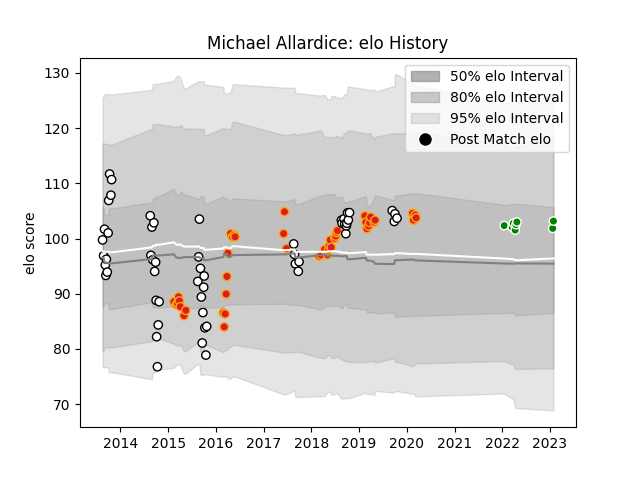 Michael Allardice: elo History
50% elo Interval
80% elo Interval
95% elo Interval
Post Match elo
elo score
130
120
110
100
90
80
70
2014 2015 2016 2017 2018 2019 2020 2021 2022 2023